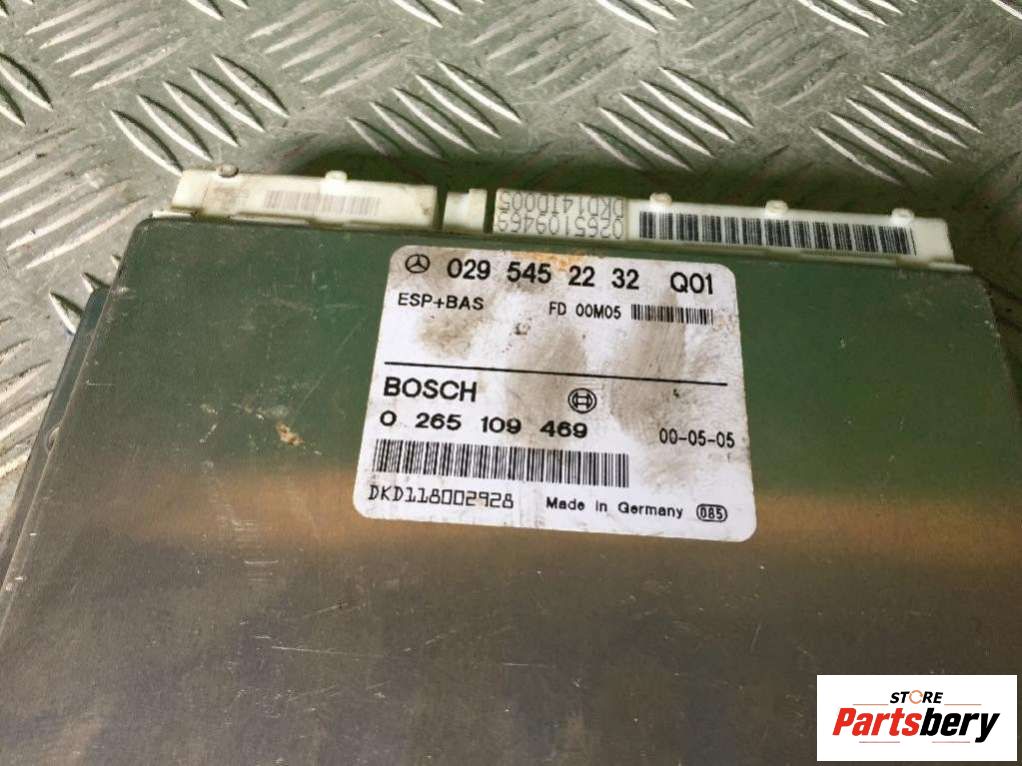 0265109469
DKD14ID005
029 545 22 32 Q01
ESP+BAS FD 00M05
BOSCH
0 265 109 469 00-05-05
DKD118002928 Made in Germany 085
STORE
Partsbery